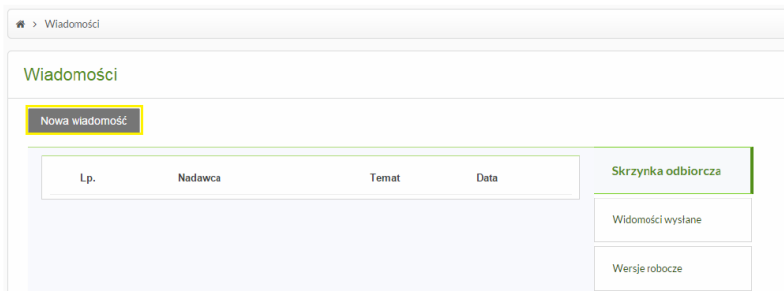 > Wiadomości
Wiadomości
Nowa wiadomość
Lp. Nadawca Temat Data
Skrzynka odbiorcza
Widomości wysłane
Wersje robocze